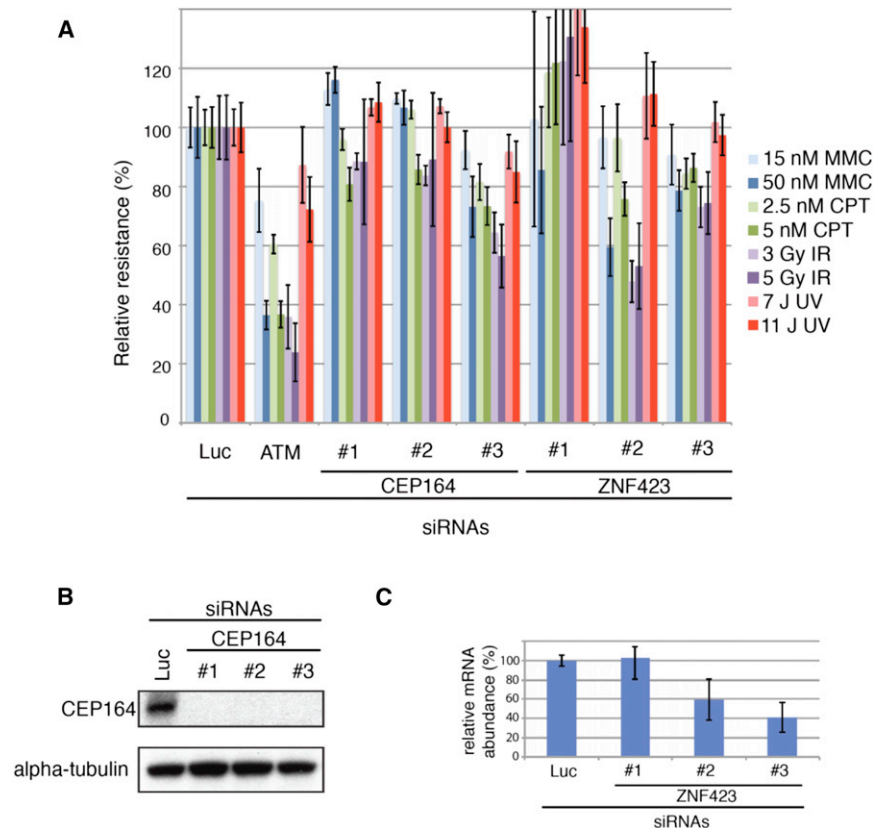 A
Relative resistance (%)
120
100
80
60
40
20
0
15 nM MMC
50 nM MMC
2.5 nM CPT
5 nM CPT
3 Gy IR
5 Gy IR
7 J UV
11 J UV
Luc ATM #1 #2 #3 #1 #2 #3
CEP164 ZNF423
siRNAs
B
siRNAs
CEP164
Luc #1 #2 #3
CEP164
alpha-tubulin
C
relative mRNA
abundance (%)
100
80
60
40
20
0
Luc #1 #2 #3
ZNF423
siRNAs